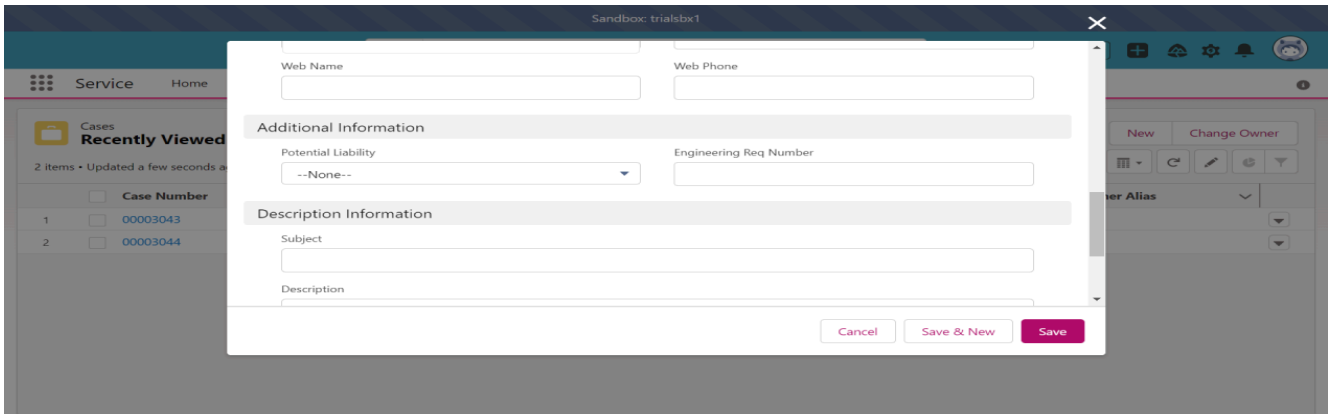 Sandbox: trialsbx1
Service Home
Cases
Recently Viewed
New Change Owner
2 items • Updated a few seconds a
Case Number
ner Alias
1 00003043
2 00003044
Web Name Web Phone
Additional Information
Potential Liability Engineering Req Number
--None--
Description Information
Subject
Description
Cancel Save & New Save